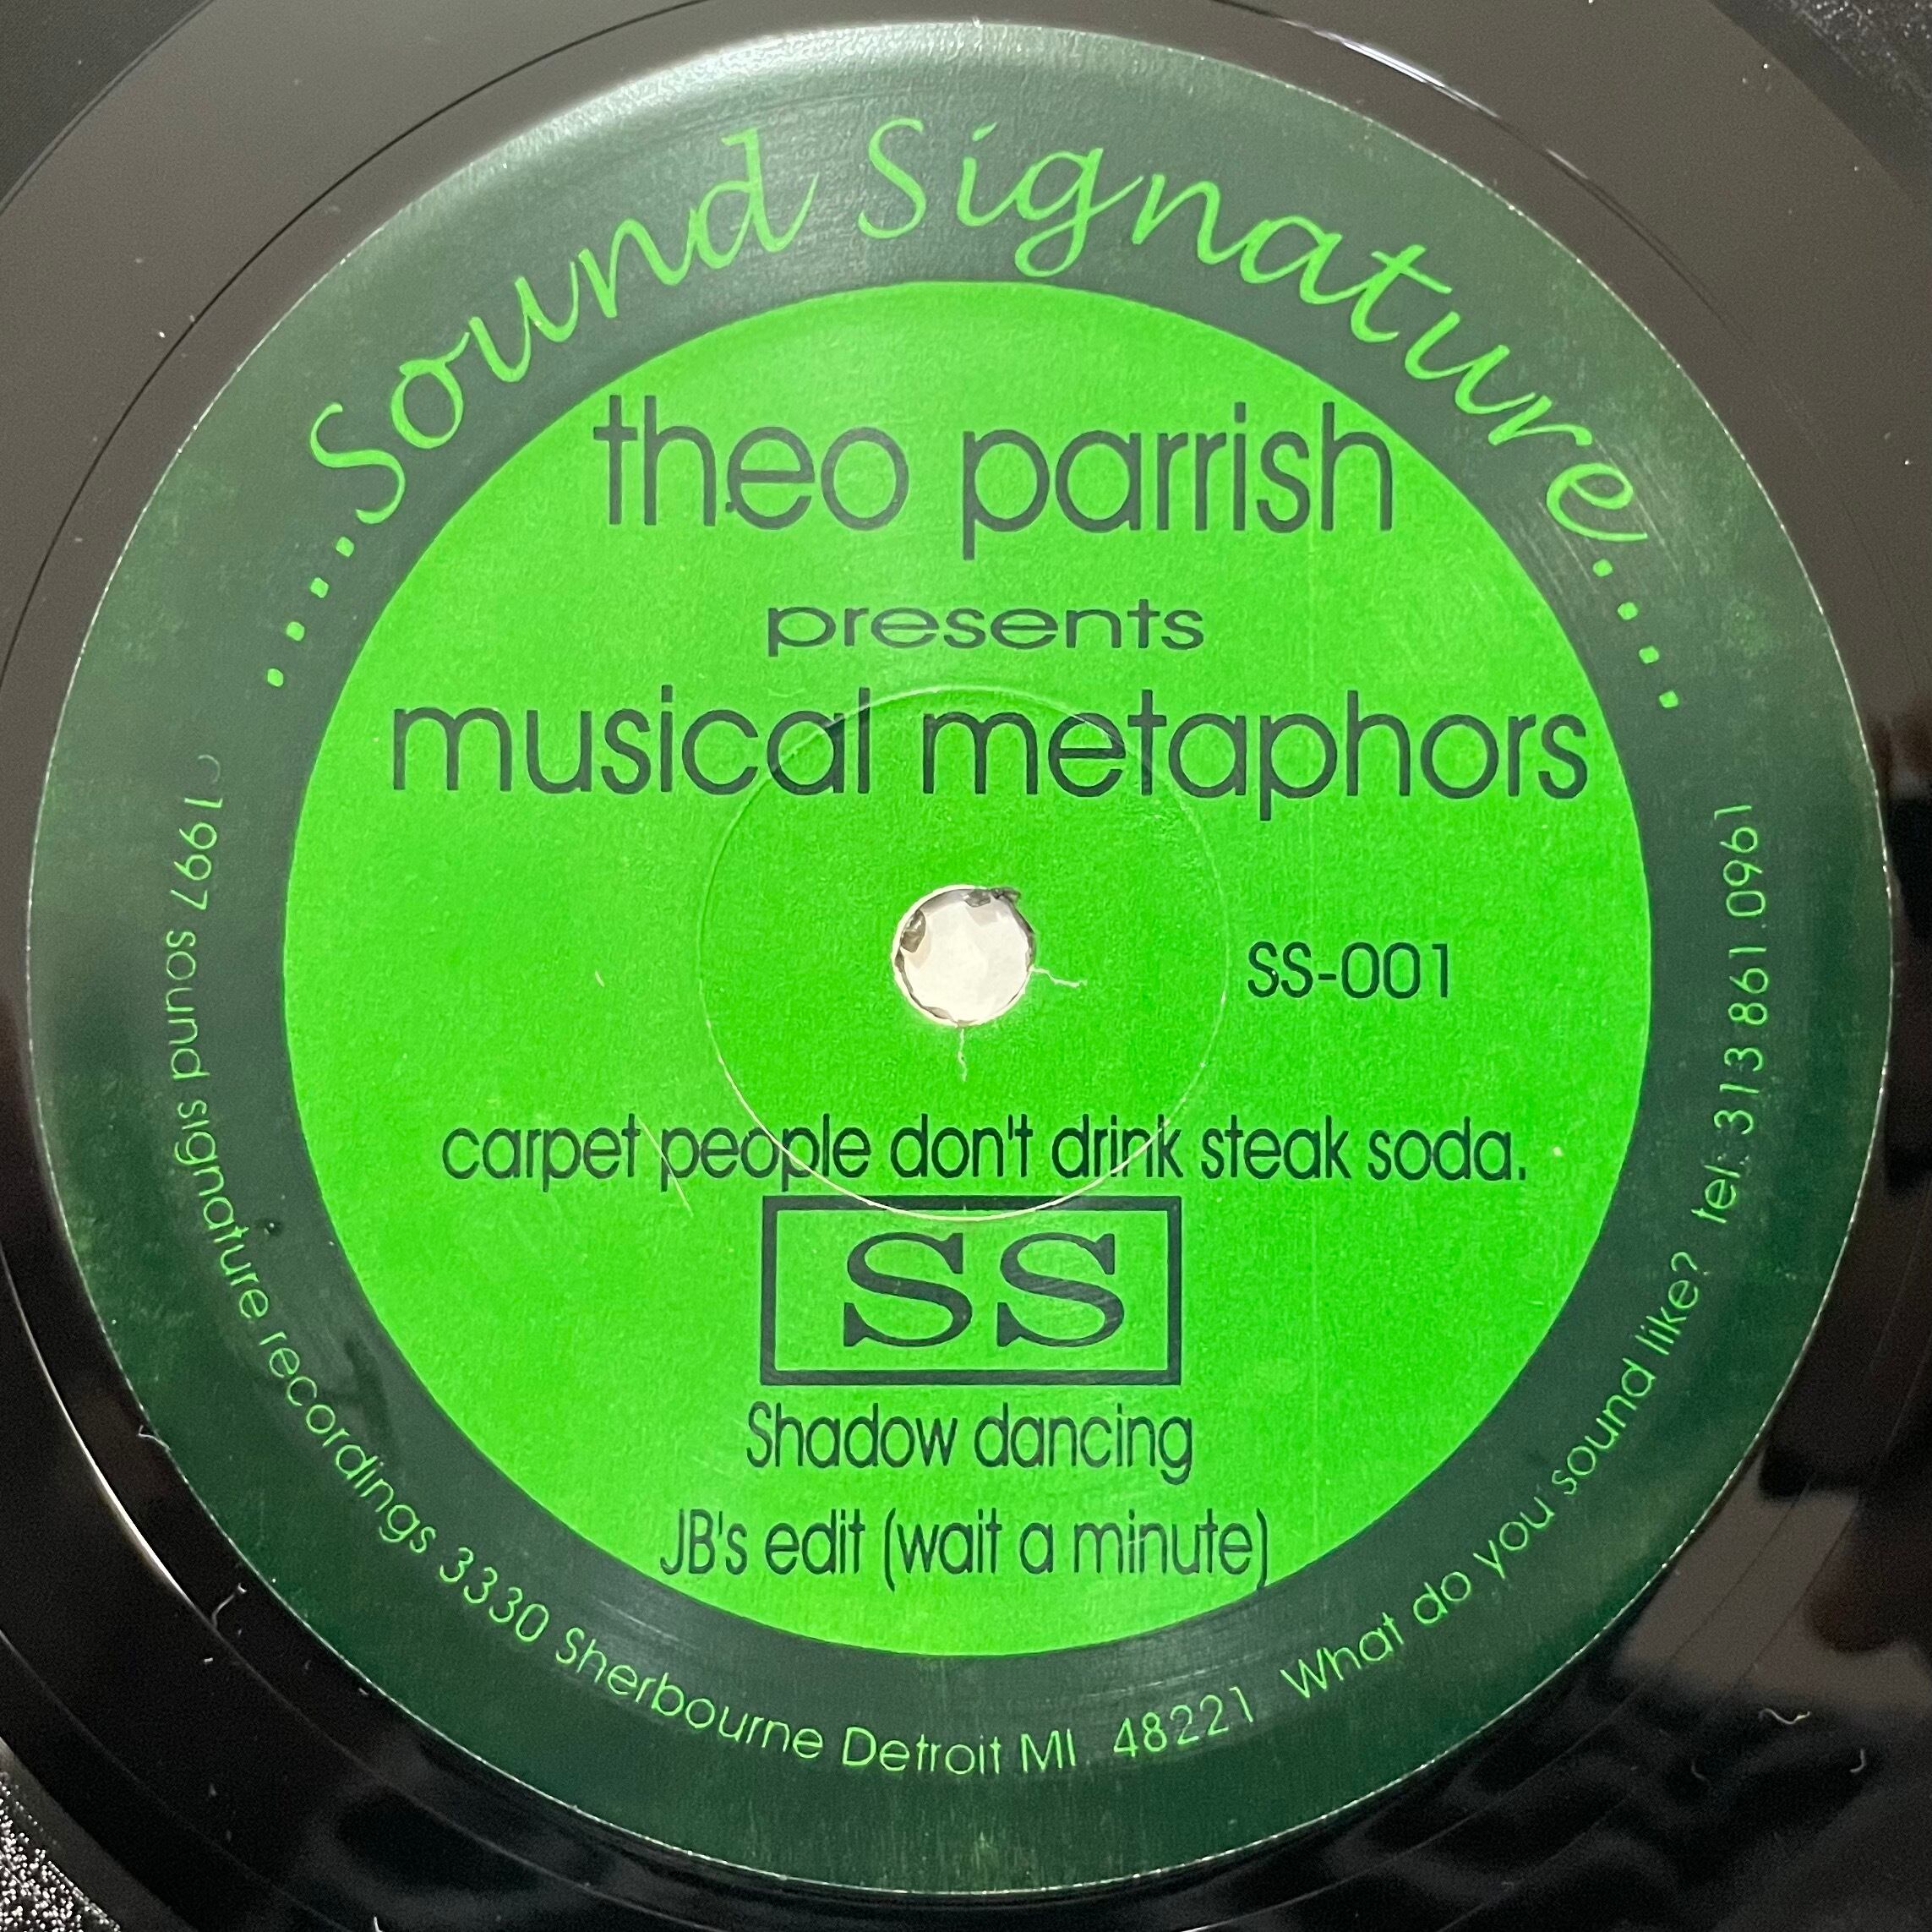 ....Sound Signature....
theo parrish
presents
musical metaphors
SS-001
carpet people don't drink steak soda.
SS
Shadow dancing
JB's edit (wait a minute)
1997 sound signature recordings 3330 Sherbourne Detroit MI 48221 What do you sound like? tel: 313 861 0961